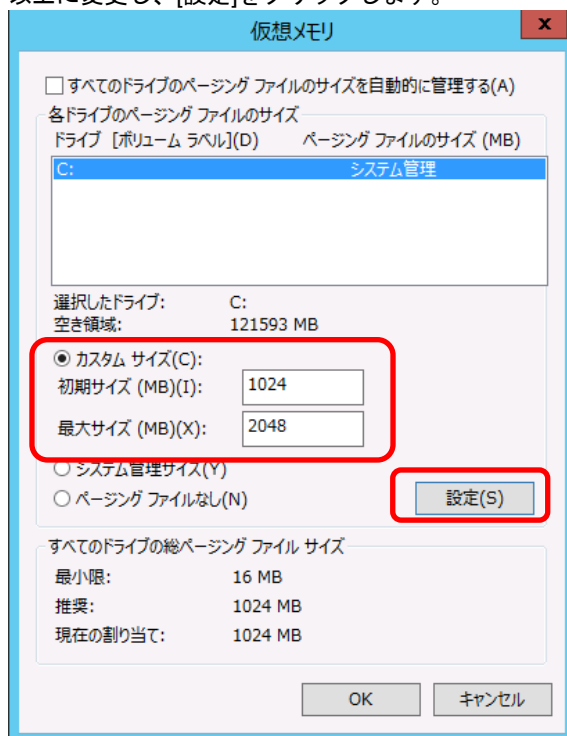 以上に変更し、[設定]をクリックします。
仮想メモリ
x
すべてのドライブのページング ファイルのサイズを自動的に管理する(A)
各ドライブのページング ファイルのサイズ
ドライブ [ボリューム ラベル](D) ページング ファイルのサイズ (MB)
C: システム管理
選択したドライブ: C:
空き領域: 121593 MB
カスタム サイズ(C):
初期サイズ (MB)(I): 1024
最大サイズ (MB)(X): 2048
システム管理サイズ(Y)
ページング ファイルなし(N) 設定(S)
すべてのドライブの総ページング ファイル サイズ
最小限: 16 MB
推奨: 1024 MB
現在の割り当て: 1024 MB
OK キャンセル